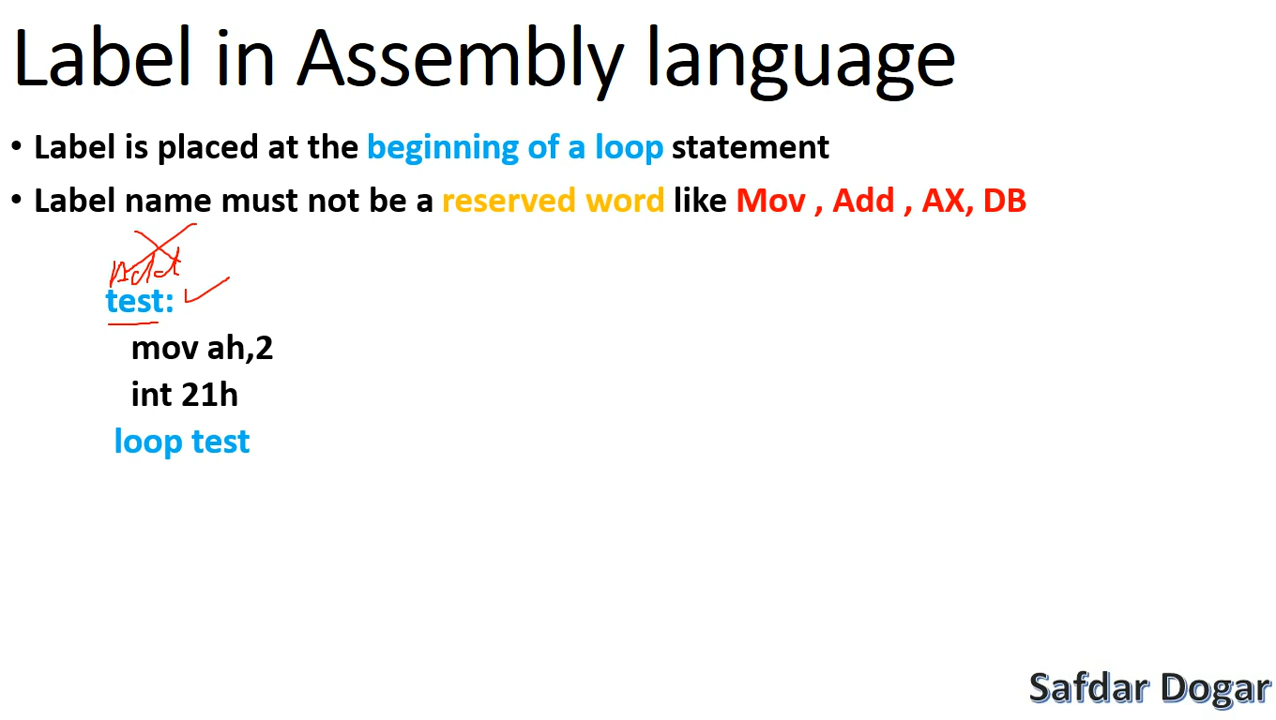 Label in Assembly language
• Label is placed at the beginning of a loop statement
• Label name must not be a reserved word like Mov , Add , AX, DB
Add
test:
mov ah,2
int 21h
loop test
Safdar Dogar